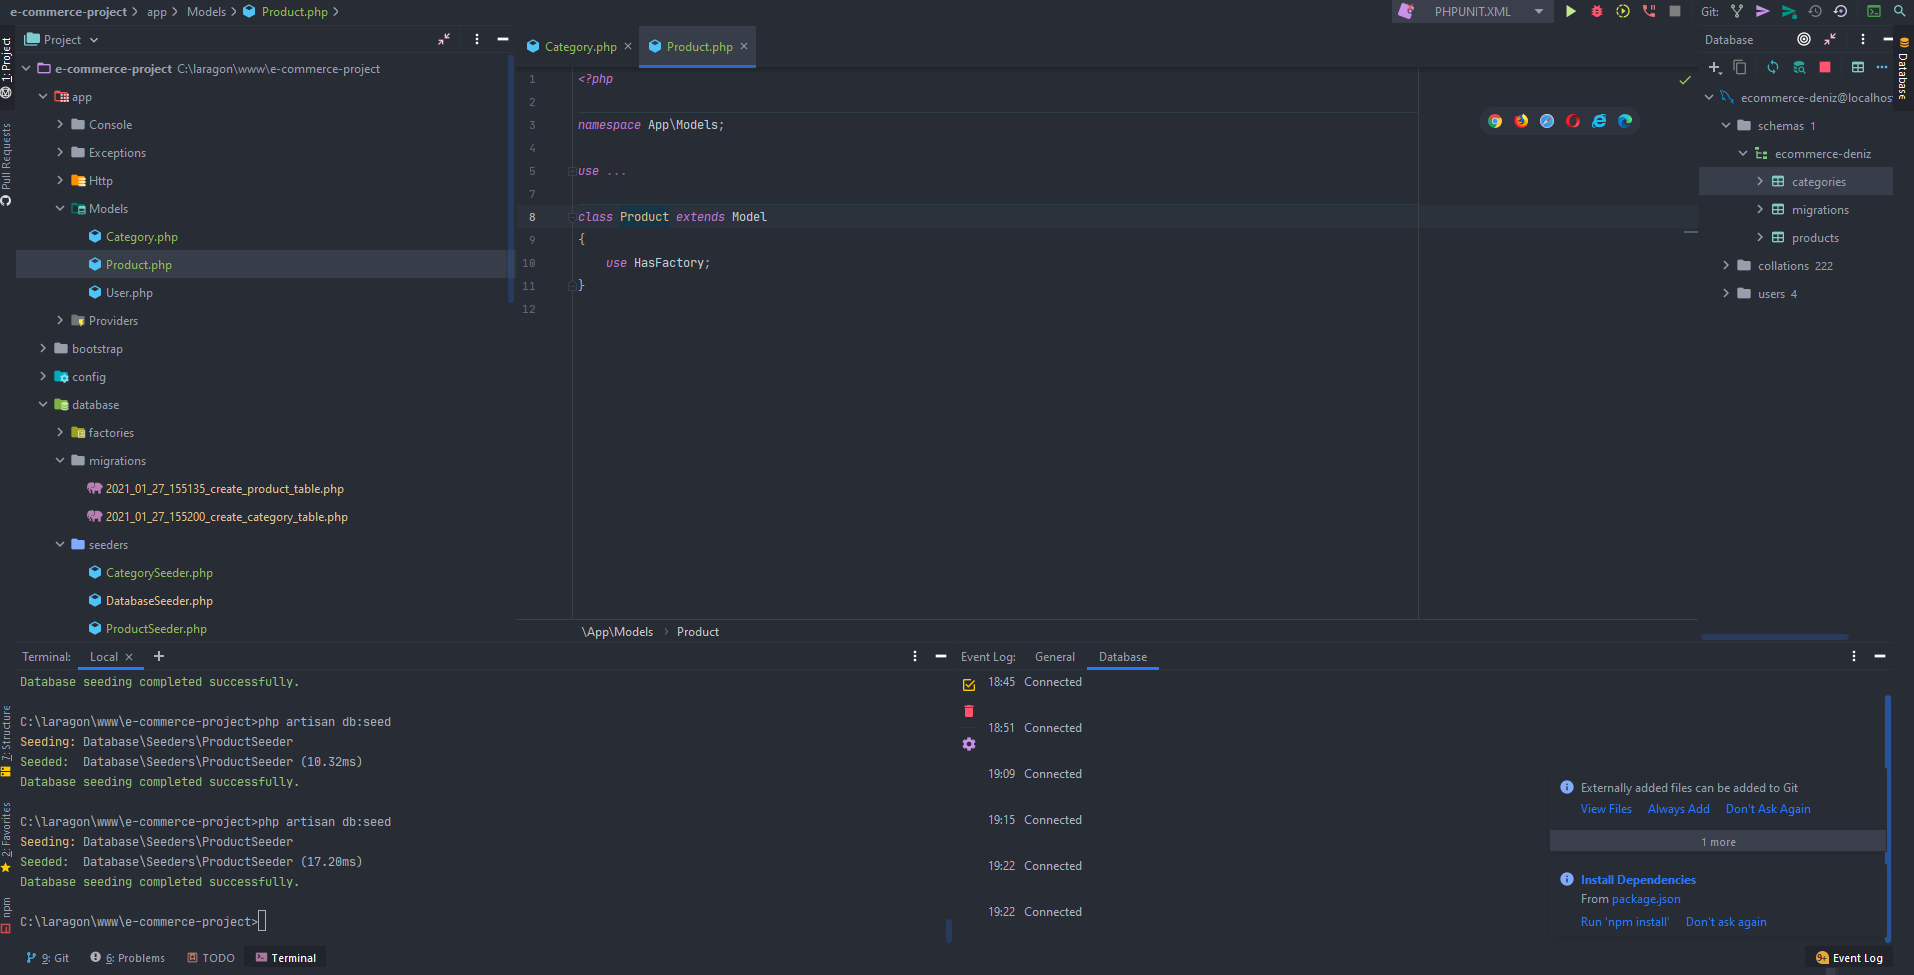 e-commerce-project app Models Product.php
PHPUNIT.XML Git:
Project
Category.php Product.php
Database
1: Project
Pull Requests
7: Structure
2: Favorites
npm
Database
e-commerce-project C:\laragon\www\e-commerce-project
app
Console
Exceptions
Http
Models
Category.php
Product.php
User.php
Providers
bootstrap
config
database
factories
migrations
2021_01_27_155135_create_product_table.php
2021_01_27_155200_create_category_table.php
seeders
CategorySeeder.php
DatabaseSeeder.php
ProductSeeder.php
1 <?php
2
3 namespace App\Models;
4
5 use ...
7
8 class Product extends Model
9 {
10 use HasFactory;
11 }
12
\App\Models Product
ecommerce-deniz@localhos
schemas 1
ecommerce-deniz
categories
migrations
products
collations 222
users 4
Terminal: Local
Database seeding completed successfully.
C:\laragon\www\e-commerce-project>php artisan db:seed
Seeding: Database\Seeders\ProductSeeder
Seeded: Database\Seeders\ProductSeeder (10.32ms)
Database seeding completed successfully.
C:\laragon\www\e-commerce-project>php artisan db:seed
Seeding: Database\Seeders\ProductSeeder
Seeded: Database\Seeders\ProductSeeder (17.20ms)
Database seeding completed successfully.
C:\laragon\www\e-commerce-project>
Event Log: General Database
18:45 Connected
18:51 Connected
19:09 Connected
19:15 Connected
19:22 Connected
19:22 Connected
Externally added files can be added to Git
View Files Always Add Don't Ask Again
1 more
Install Dependencies
From package.json
Run 'npm install' Don't ask again
9: Git 6: Problems TODO Terminal
9+ Event Log